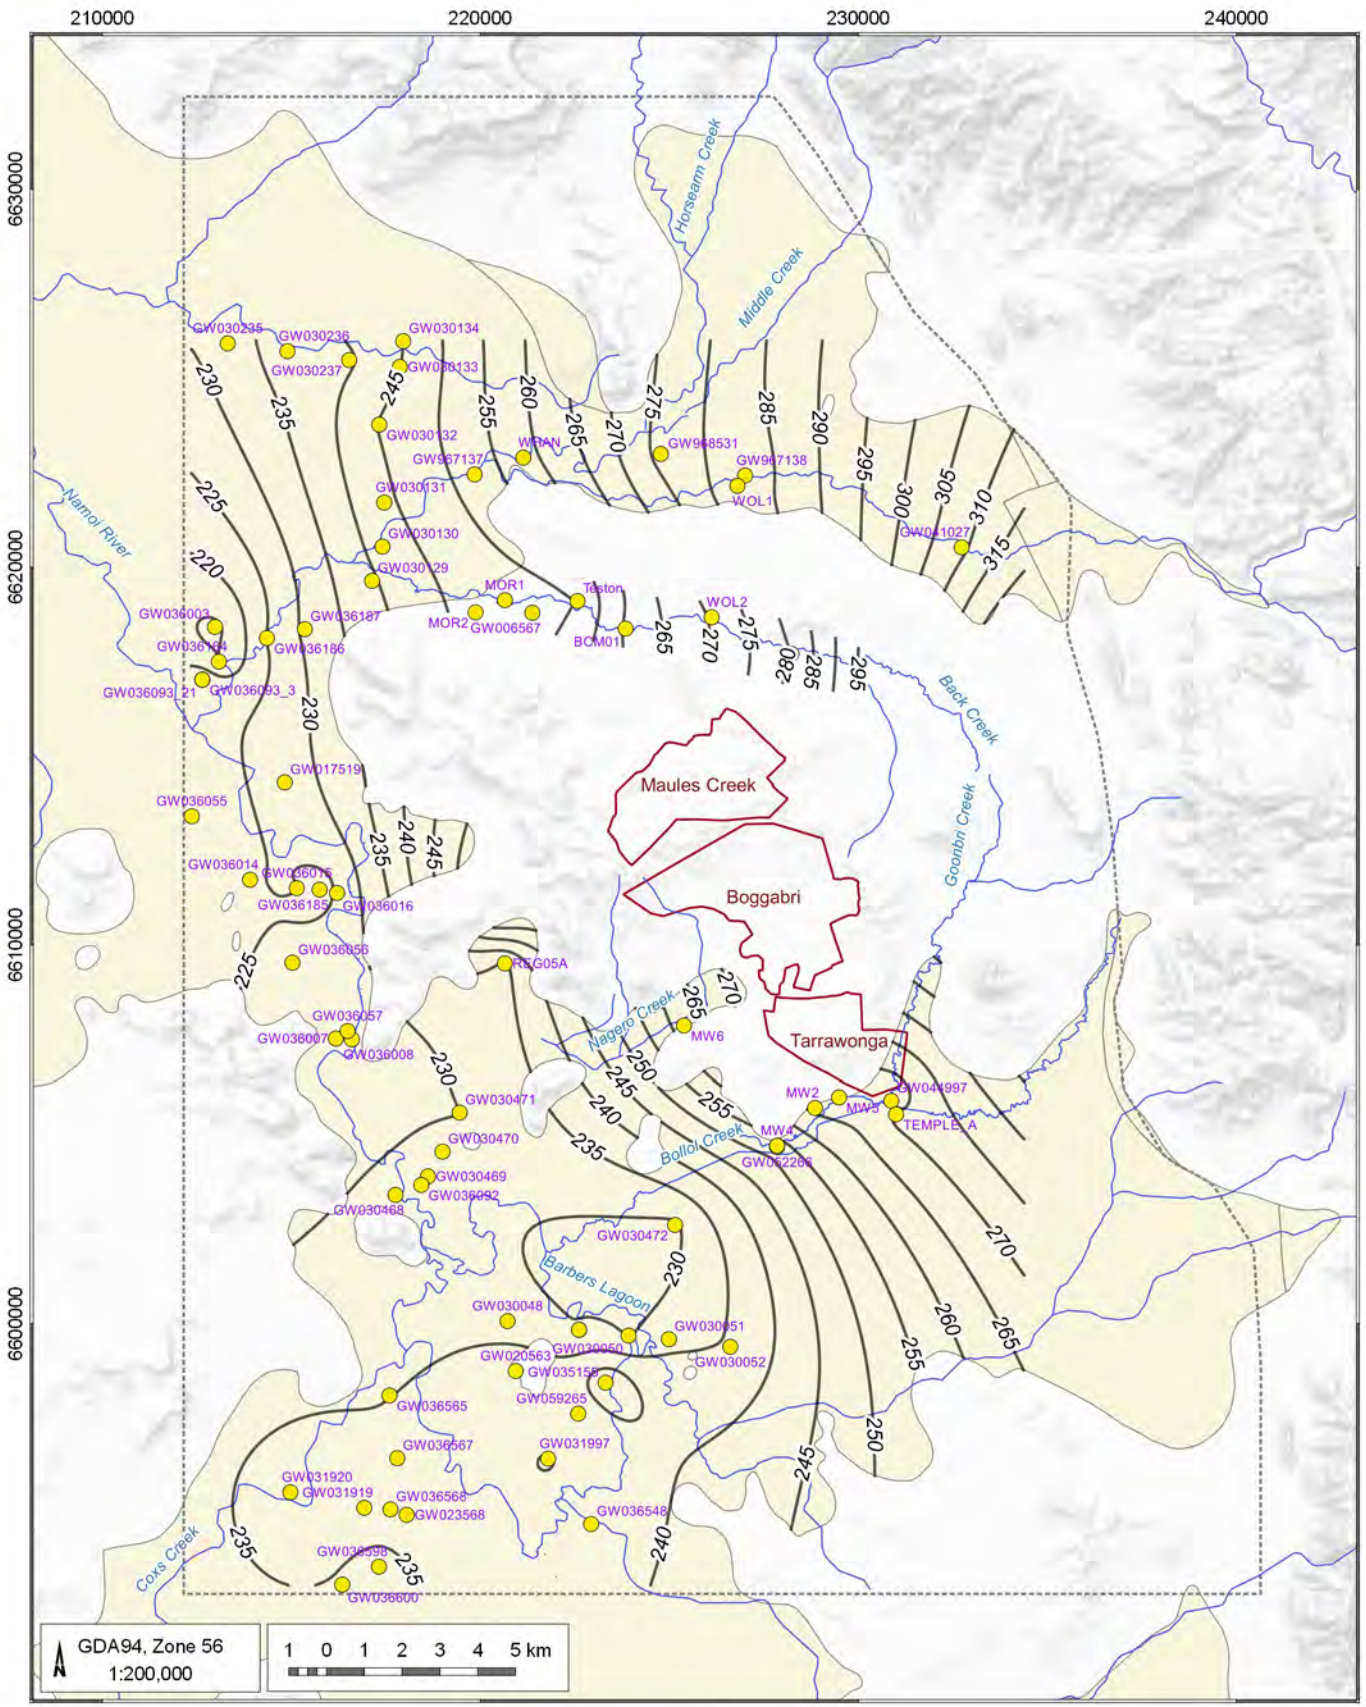 210000
220000
230000
240000
6630000
6620000
6610000
6600000
Horsearm Creek
Middle Creek
GW030235
GW030236
GW030134
GW030237
GW030133
230
235
245
255
260
265
270
275
285
290
295
300
305
310
315
GW030132
WRAN
GW968531
GW967137
GW967138
WOL1
GW030131
GW041027
225
Namoi River
GW030130
220
GW030129
MOR1
Teston
WOL2
GW036003
GW036187
MOR2
GW006567
BCM01
265
270
275
280
285
295
GW036164
GW036186
GW036093_21
GW036093_3
230
Back Creek
GW017519
Maules Creek
GW036055
Goonbri Creek
235
240
245
GW036014
GW036015
GW036185
GW036016
Boggabri
GW036056
225
REG05A
270
265
Nagero Creek
MW6
Tarrawonga
GW036057
GW036007
GW036008
230
250
245
240
235
255
GW044997
MW2
MW5
TEMPLE_A
GW030471
MW4
Bollol Creek
GW052266
GW030470
GW030469
GW036092
GW030468
GW030472
230
270
Barbers Lagoon
GW030048
GW030051
GW030050
GW030052
260
265
255
GW020563
GW035155
GW059265
GW036565
250
245
GW036567
GW031997
GW031920
GW031919
GW036568
GW023568
GW036548
240
235
GW036598
235
GW036600
Coxs Creek
GDA94, Zone 56
1:200,000
N
1 0 1 2 3 4 5 km